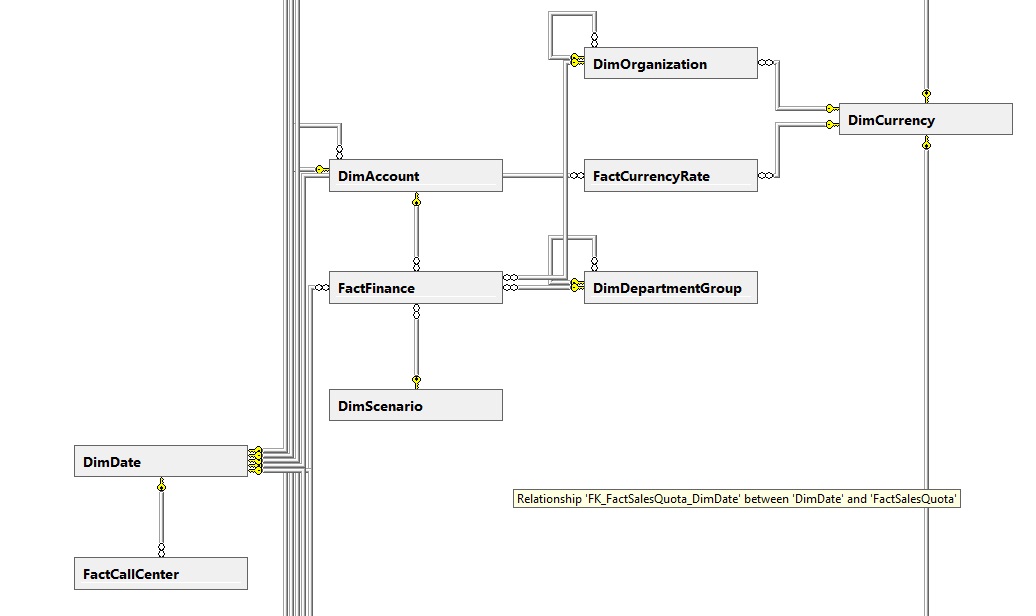 DimOrganization
DimCurrency
DimAccount
FactCurrencyRate
FactFinance
DimDepartmentGroup
DimScenario
DimDate
Relationship 'FK_FactSalesQuota_DimDate' between 'DimDate' and 'FactSalesQuota'
FactCallCenter